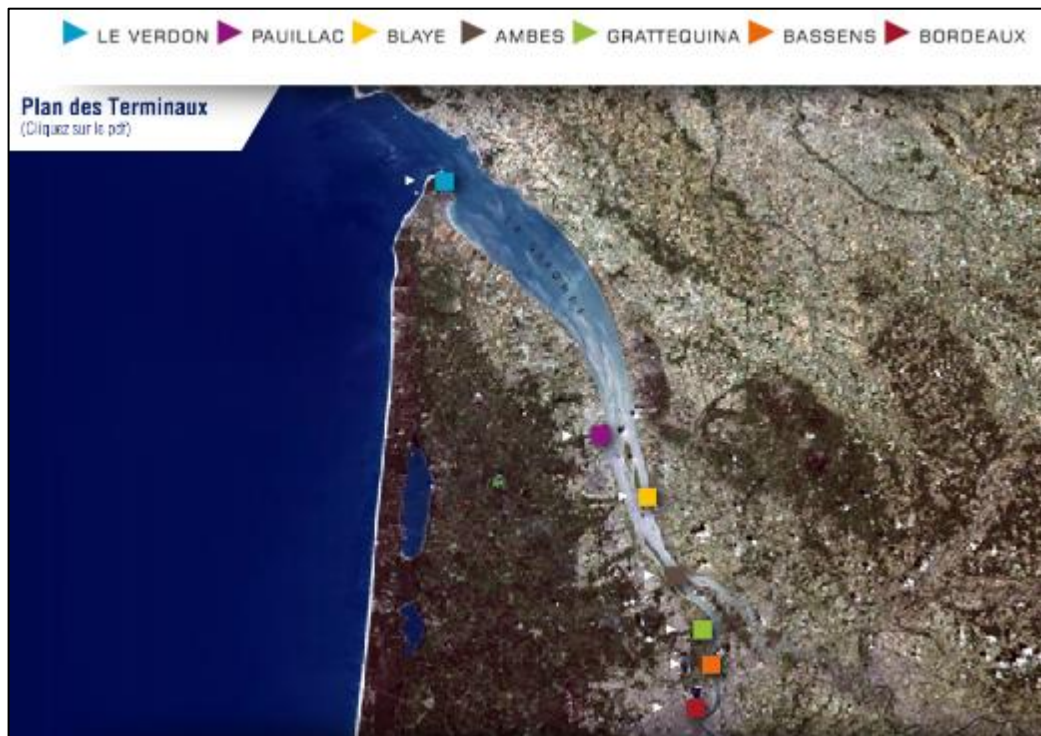 LE VERDON PAUILLAC BLAYE AMBES GRATTEQUINA BASSENS BORDEAUX
Plan des Terminaux
(Cliquez sur le pdf)